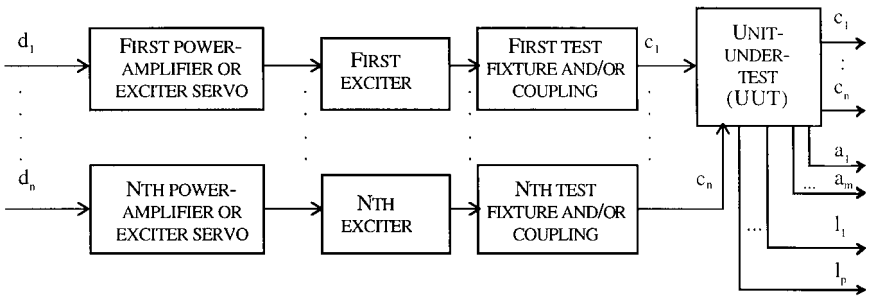 d1
FIRST POWER-
AMPLIFIER OR
EXCITER SERVO
FIRST
EXCITER
FIRST TEST
FIXTURE AND/OR
COUPLING
c1
UNIT-
UNDER-
TEST
(UUT)
c1
:
cn
a1
... am
dn
NTH POWER-
AMPLIFIER OR
EXCITER SERVO
NTH
EXCITER
NTH TEST
FIXTURE AND/OR
COUPLING
cn
...
l1
lp